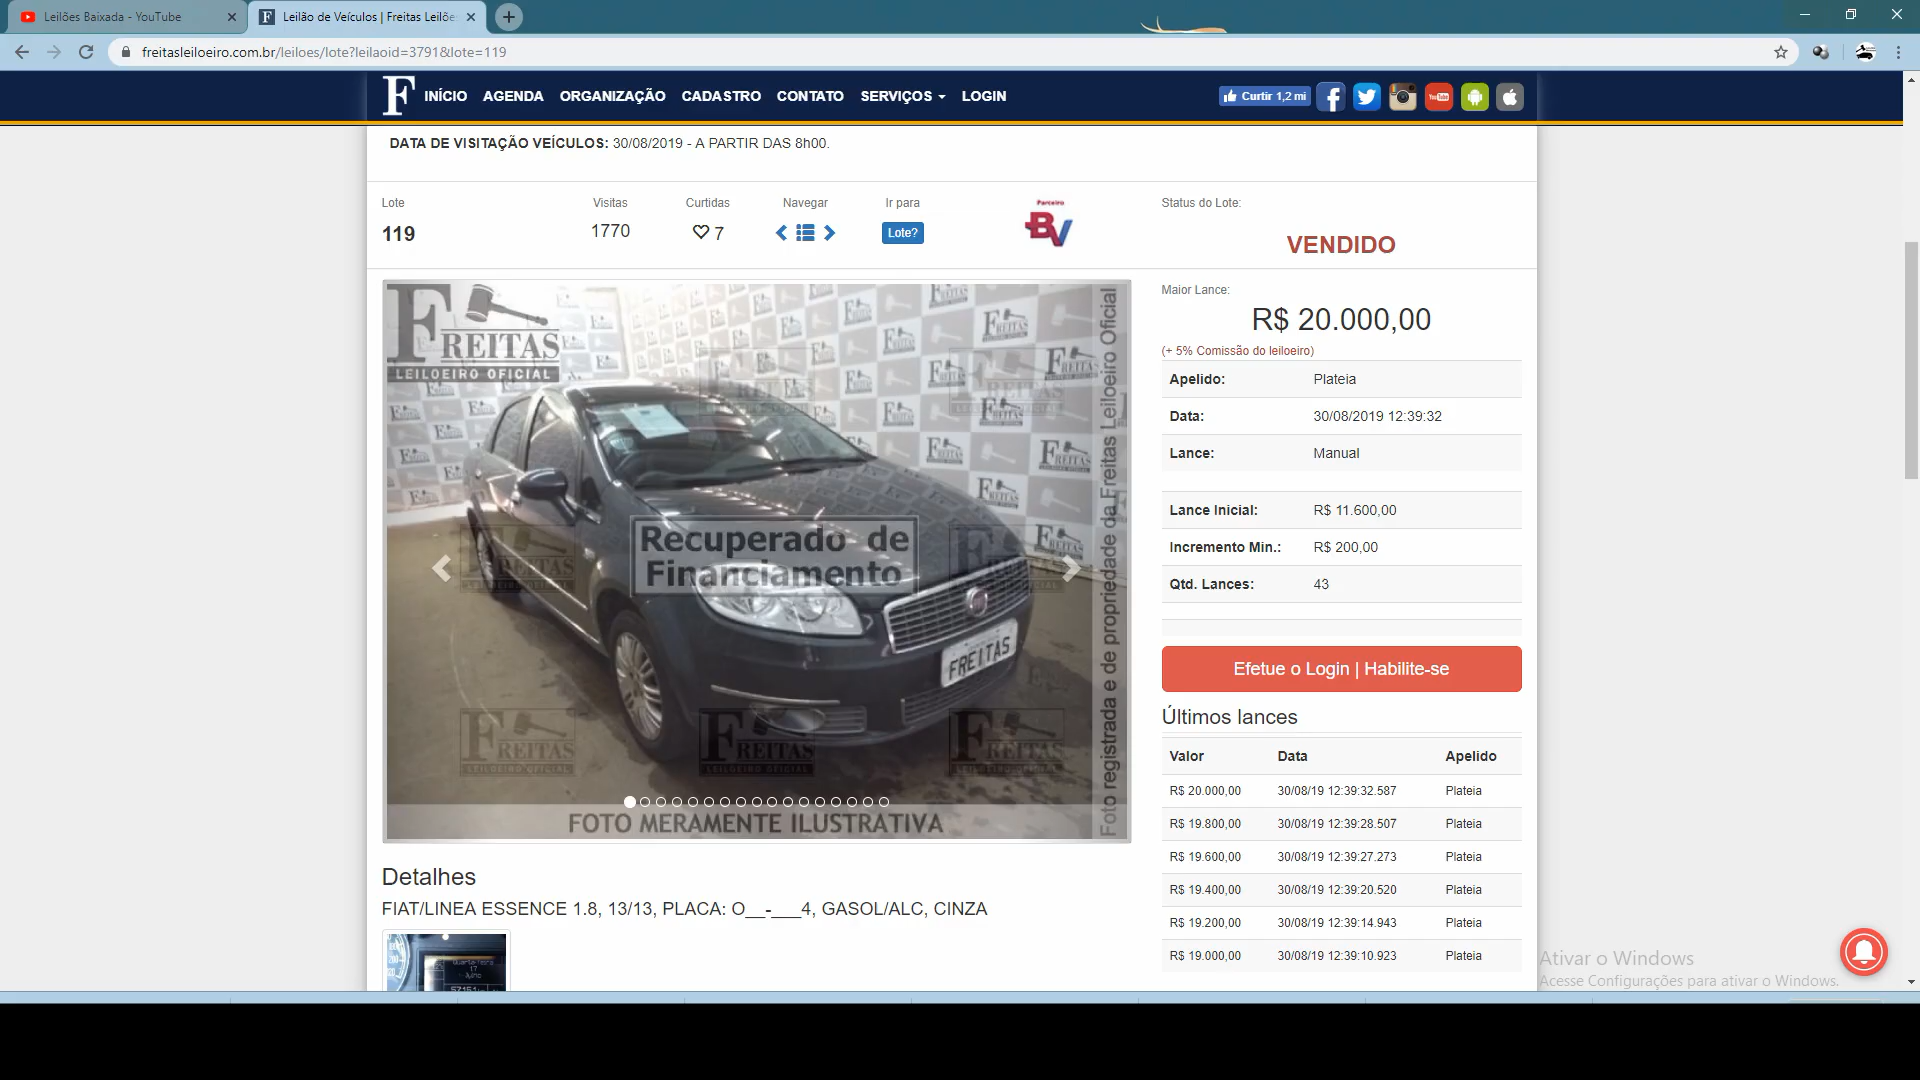 Leilões Baixada - YouTube
Leilão de Veículos | Freitas Leilõe
freitasleiloeiro.com.br/leiloes/lote?leilaoid=3791&lote=119
F INÍCIO AGENDA ORGANIZAÇÃO CADASTRO CONTATO SERVIÇOS LOGIN Curtir 1,2 mi
DATA DE VISITAÇÃO VEÍCULOS: 30/08/2019 - A PARTIR DAS 8h00.
Lote Visitas Curtidas Navegar Ir para Parceiro BV Status do Lote:
119 1770 7 Lote? VENDIDO
FREITAS
LEILOEIRO OFICIAL
Recuperado de
Financiamento
FREITAS
Foto registrada e de propriedade da Freitas Leiloeiro Oficial
FOTO MERAMENTE ILUSTRATIVA
Maior Lance:
R$ 20.000,00
(+ 5% Comissão do leiloeiro)
Apelido: Plateia
Data: 30/08/2019 12:39:32
Lance: Manual
Lance Inicial: R$ 11.600,00
Incremento Min.: R$ 200,00
Qtd. Lances: 43
Efetue o Login | Habilite-se
Últimos lances
Valor Data Apelido
R$ 20.000,00 30/08/19 12:39:32.587 Plateia
R$ 19.800,00 30/08/19 12:39:28.507 Plateia
R$ 19.600,00 30/08/19 12:39:27.273 Plateia
R$ 19.400,00 30/08/19 12:39:20.520 Plateia
R$ 19.200,00 30/08/19 12:39:14.943 Plateia
R$ 19.000,00 30/08/19 12:39:10.923 Plateia
Detalhes
FIAT/LINEA ESSENCE 1.8, 13/13, PLACA: O__-___4, GASOL/ALC, CINZA
Quarta-feira
17
Julho
Ativar o Windows
Acesse Configurações para ativar o Windows.